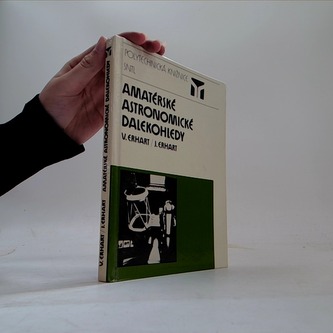 POLYTECHNICKÁ KNIŽNICE
SNTL
AMATÉRSKÉ
ASTRONOMICKÉ
DALEKOHLEDY
V. ERHART / J. ERHART
V. ERHART / J. ERHART AMATÉRSKÉ ASTRONOMICKÉ DALEKOHLEDY